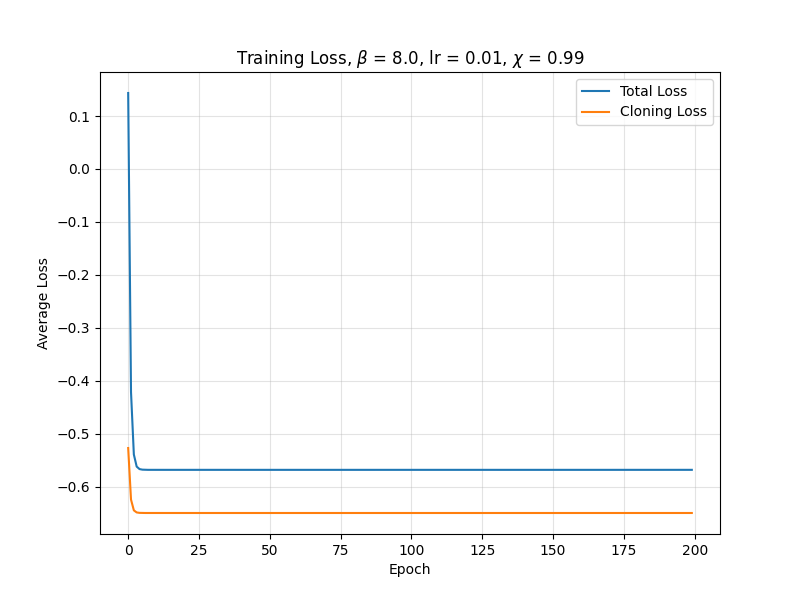 Training Loss, β = 8.0, lr = 0.01, χ = 0.99
Total Loss
Cloning Loss
0.1
0.0
−0.1
−0.2
−0.3
−0.4
−0.5
−0.6
Average Loss
0 25 50 75 100 125 150 175 200
Epoch